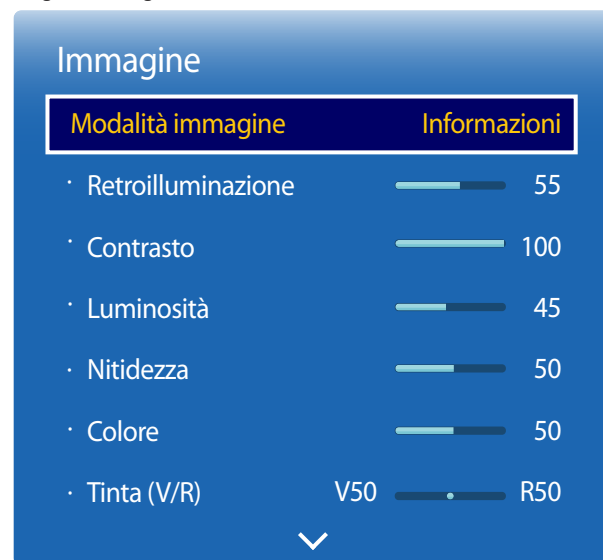 Immagine
Modalità immagine Informazioni
· Retroilluminazione 55
· Contrasto 100
· Luminosità 45
· Nitidezza 50
· Colore 50
· Tinta (V/R) V50 R50